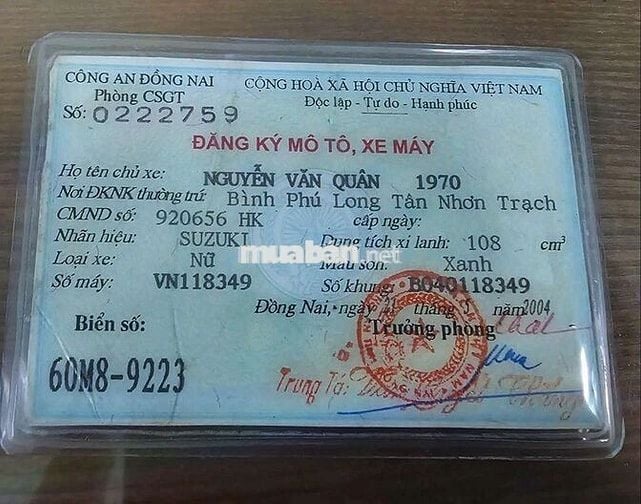 CÔNG AN ĐỒNG NAI
Phòng CSGT
Số: 0222759
CỘNG HOÀ XÃ HỘI CHỦ NGHĨA VIỆT NAM
Độc lập - Tự do - Hạnh phúc
ĐĂNG KÝ MÔ TÔ, XE MÁY
Họ tên chủ xe: NGUYỄN VĂN QUÂN 1970
Nơi ĐKNK thường trú: Bình Phú Long Tân Nhơn Trạch
CMND số: 920656 HK cấp ngày:
Nhãn hiệu: SUZUKI Dung tích xi lanh: 108 cm³
Loại xe: Nữ Màu sơn: Xanh
Số máy: VN118349 Số khung: B040118349
muaban.net
Đồng Nai, ngày 21 tháng năm 2004
Biển số: Trưởng phòng
60M8-9223
Trung Tá: